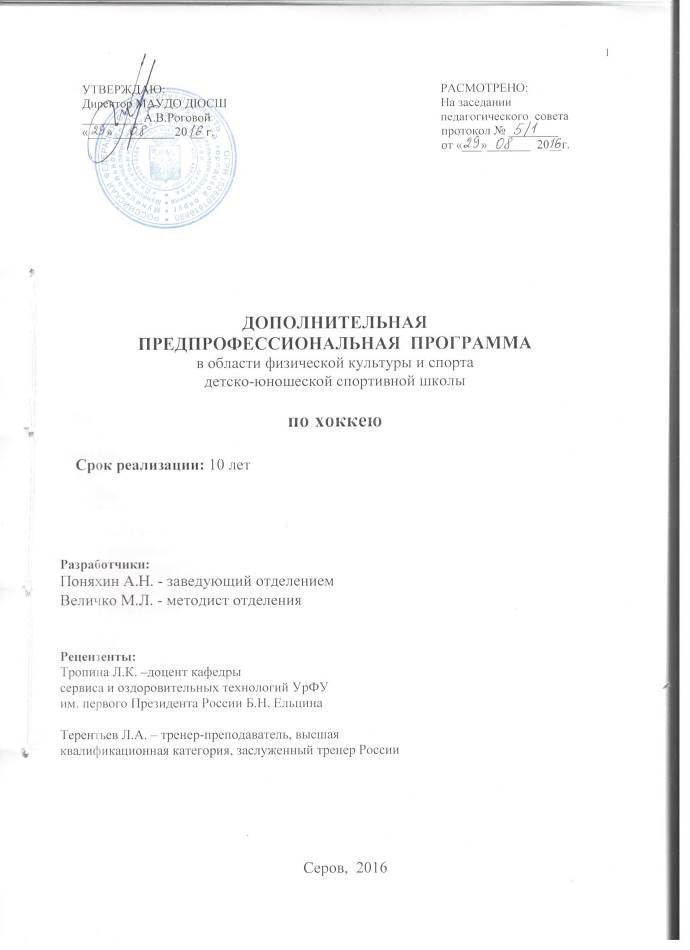 1
УТВЕРЖДАЮ:
Директор МАУДО ДЮСШ
А.В.Роговой
«29» 08 2016 г.
РАСМОТРЕНО:
На заседании
педагогического совета
протокол № 5/1
от «29» 08 2016г.
ДОПОЛНИТЕЛЬНАЯ
ПРЕДПРОФЕССИОНАЛЬНАЯ ПРОГРАММА
в области физической культуры и спорта
детско-юношеской спортивной школы
по хоккею
Срок реализации: 10 лет
Разработчики:
Поняхин А.Н. - заведующий отделением
Величко М.Л. - методист отделения
Рецензенты:
Тропина Л.К. –доцент кафедры
сервиса и оздоровительных технологий УрФУ
им. первого Президента России Б.Н. Ельцина
Терентьев Л.А. – тренер-преподаватель, высшая
квалификационная категория, заслуженный тренер России
Серов, 2016